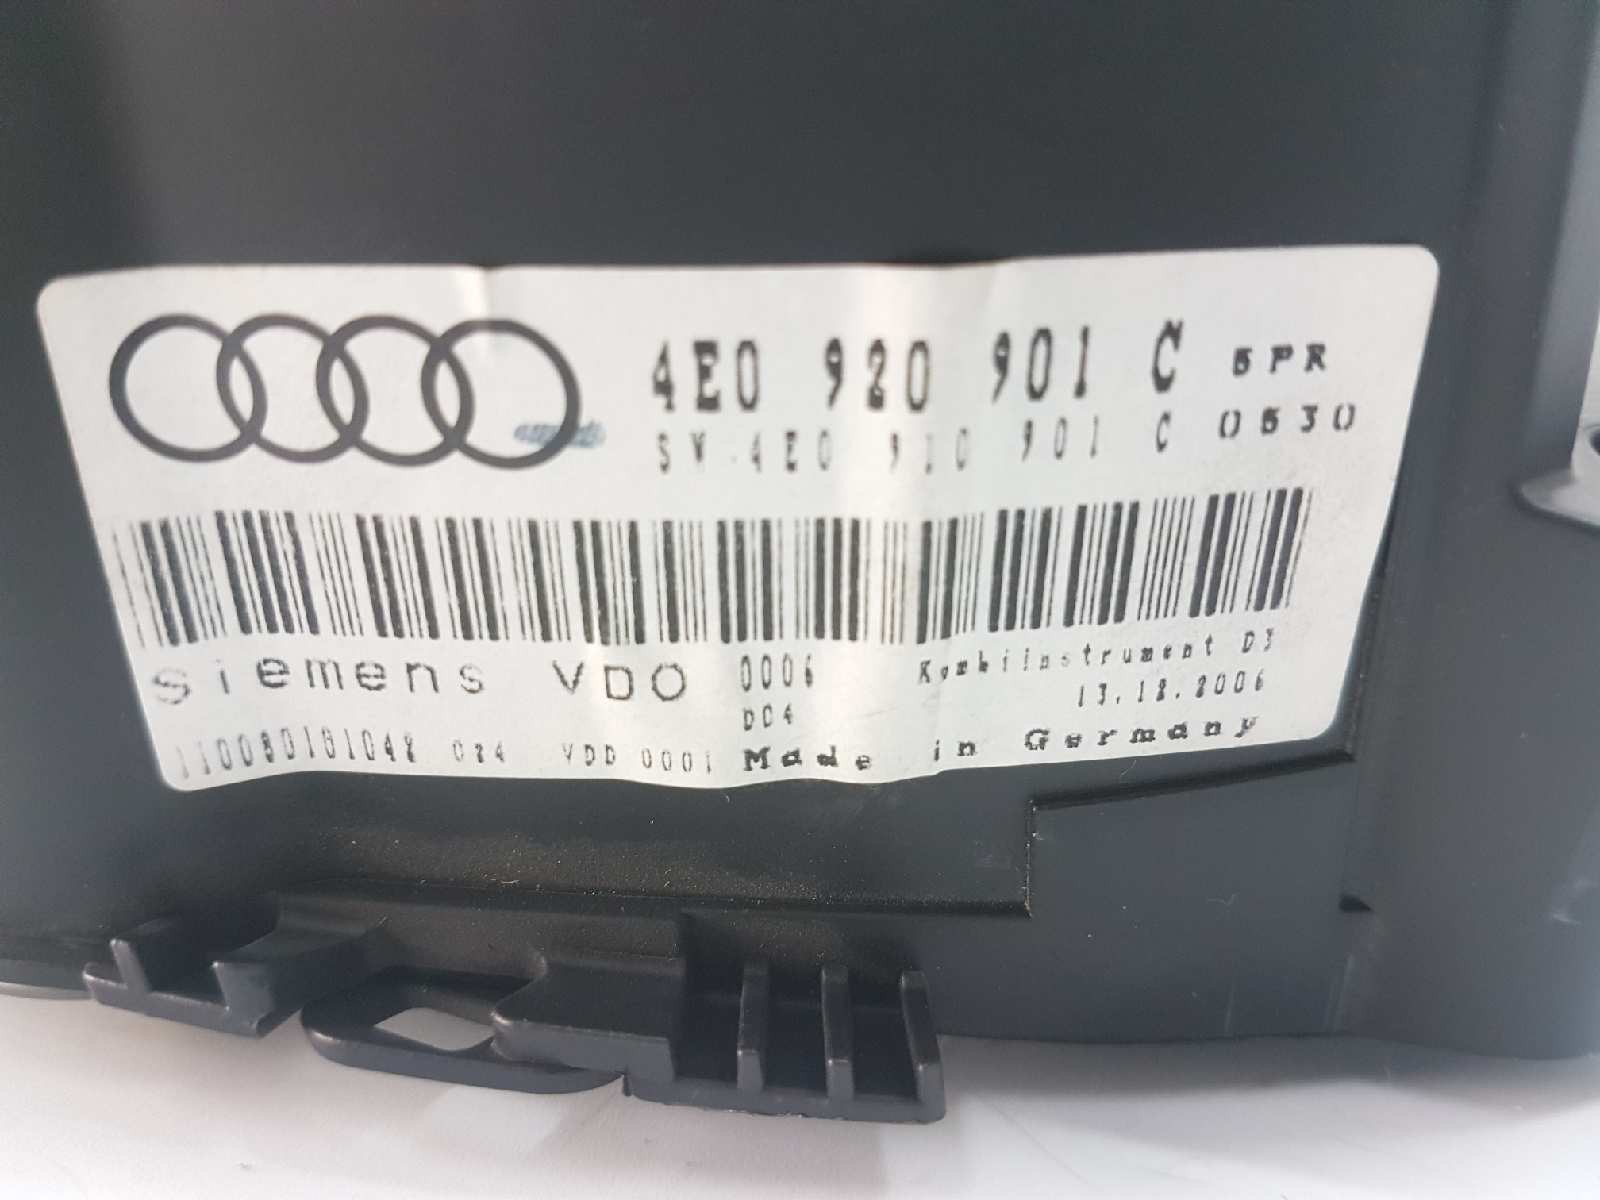 4E0 920 901 C 5PR
SW 4E0 910 901 C 0530
Siemens VDO 0006 Kombiinstrument D3
DC4 13.12.2006
VDD 0001 Made in Germany